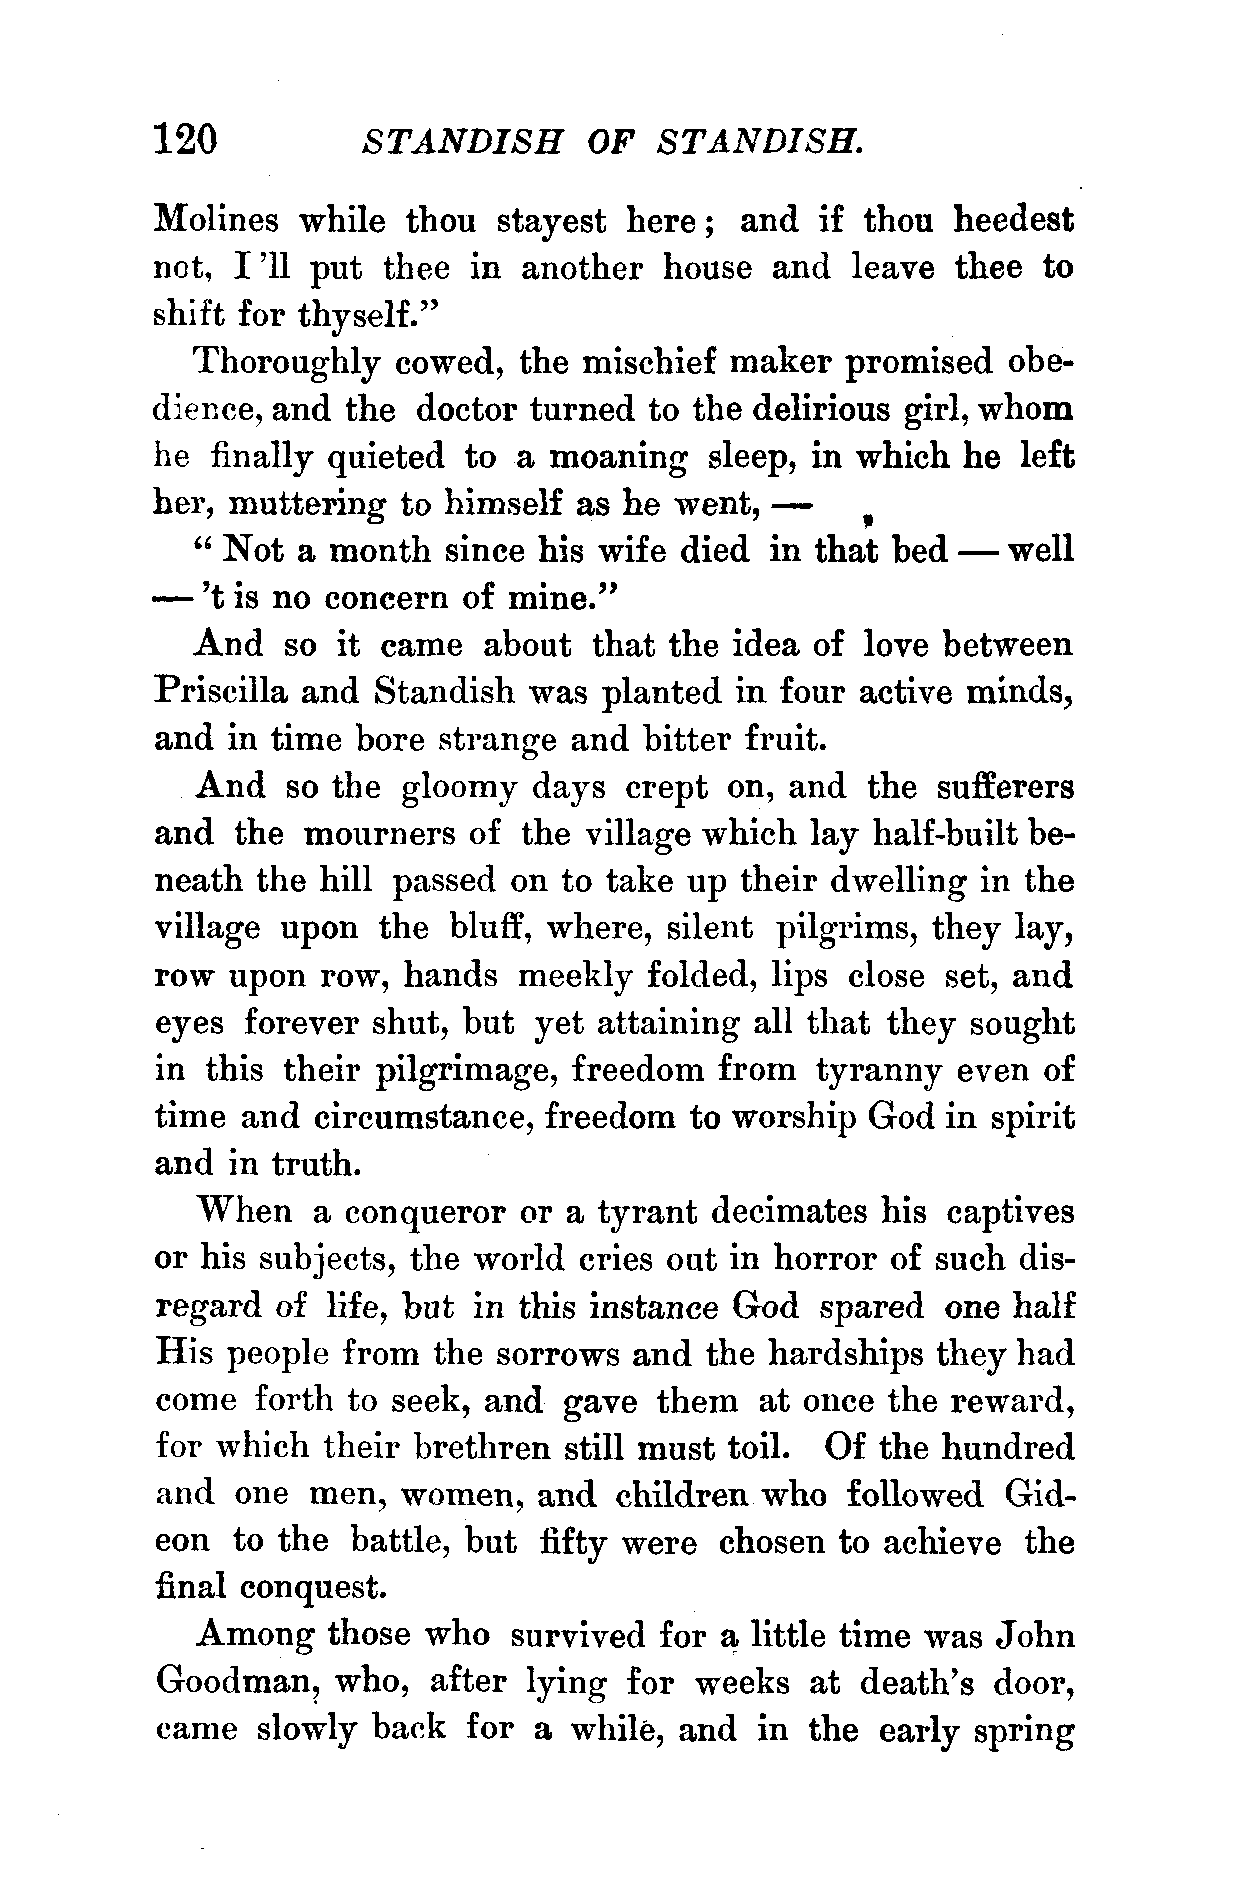 120 STANDISH OF STANDISH.
Molines while thou stayest here; and if thou heedest
not, I'll put thee in another house and leave thee to
shift for thyself."
Thoroughly cowed, the mischief maker promised obe-
dience, and the doctor turned to the delirious girl, whom
he finally quieted to a moaning sleep, in which he left
her, muttering to himself as he went, —
"Not a month since his wife died in that bed — well
— 't is no concern of mine."
And so it came about that the idea of love between
Priscilla and Standish was planted in four active minds,
and in time bore strange and bitter fruit.
And so the gloomy days crept on, and the sufferers
and the mourners of the village which lay half-built be-
neath the hill passed on to take up their dwelling in the
village upon the bluff, where, silent pilgrims, they lay,
row upon row, hands meekly folded, lips close set, and
eyes forever shut, but yet attaining all that they sought
in this their pilgrimage, freedom from tyranny even of
time and circumstance, freedom to worship God in spirit
and in truth.
When a conqueror or a tyrant decimates his captives
or his subjects, the world cries out in horror of such dis-
regard of life, but in this instance God spared one half
His people from the sorrows and the hardships they had
come forth to seek, and gave them at once the reward,
for which their brethren still must toil. Of the hundred
and one men, women, and children who followed Gid-
eon to the battle, but fifty were chosen to achieve the
final conquest.
Among those who survived for a little time was John
Goodman, who, after lying for weeks at death's door,
came slowly back for a while, and in the early spring